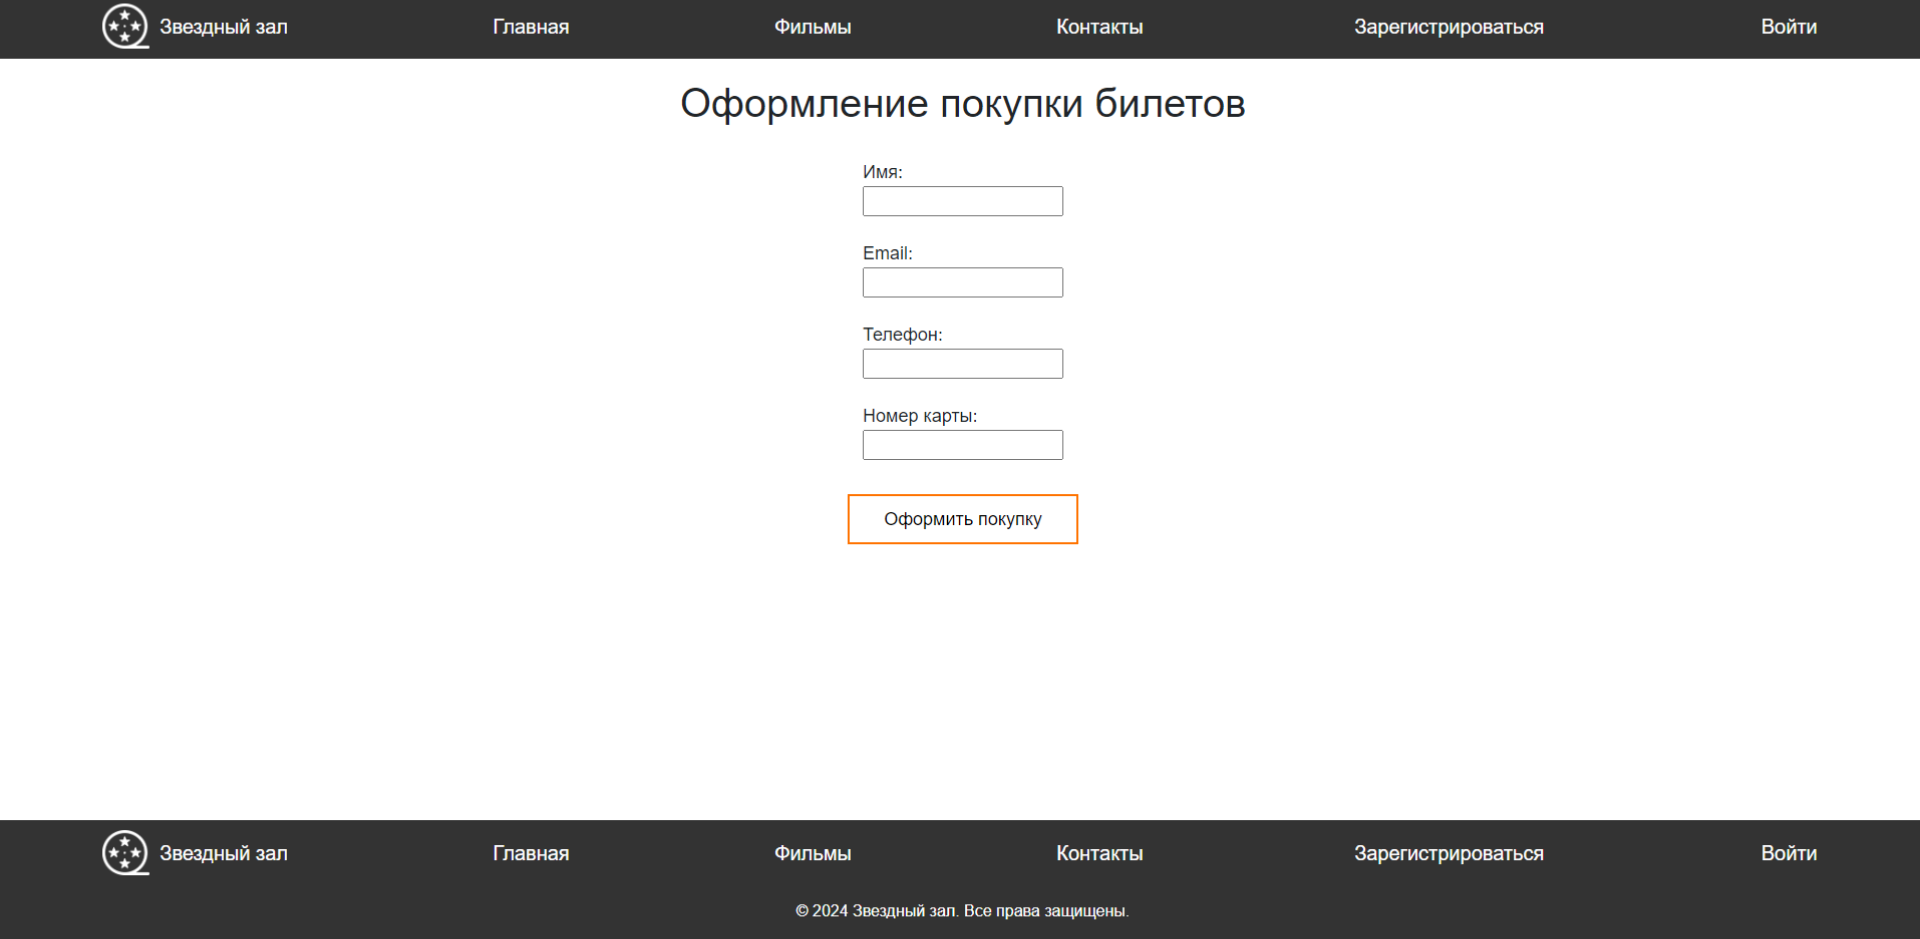 Звездный зал Главная Фильмы Контакты Зарегистрироваться Войти
Оформление покупки билетов
Имя:
Email:
Телефон:
Номер карты:
Оформить покупку
Звездный зал Главная Фильмы Контакты Зарегистрироваться Войти
© 2024 Звездный зал. Все права защищены.